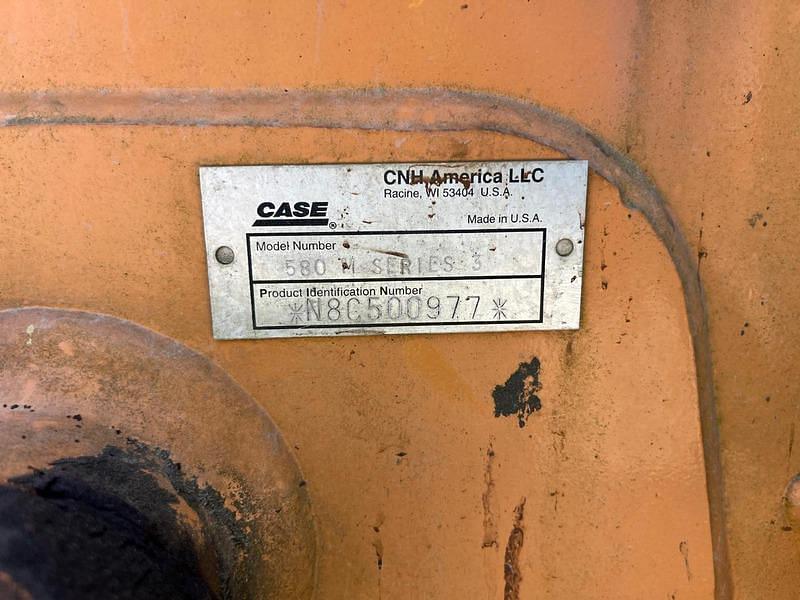 CNH America LLC
Racine, WI 53404 U.S.A.
CASE®
Made in U.S.A.
Model Number
580 M SERIES 3
Product Identification Number
*N8C500977*